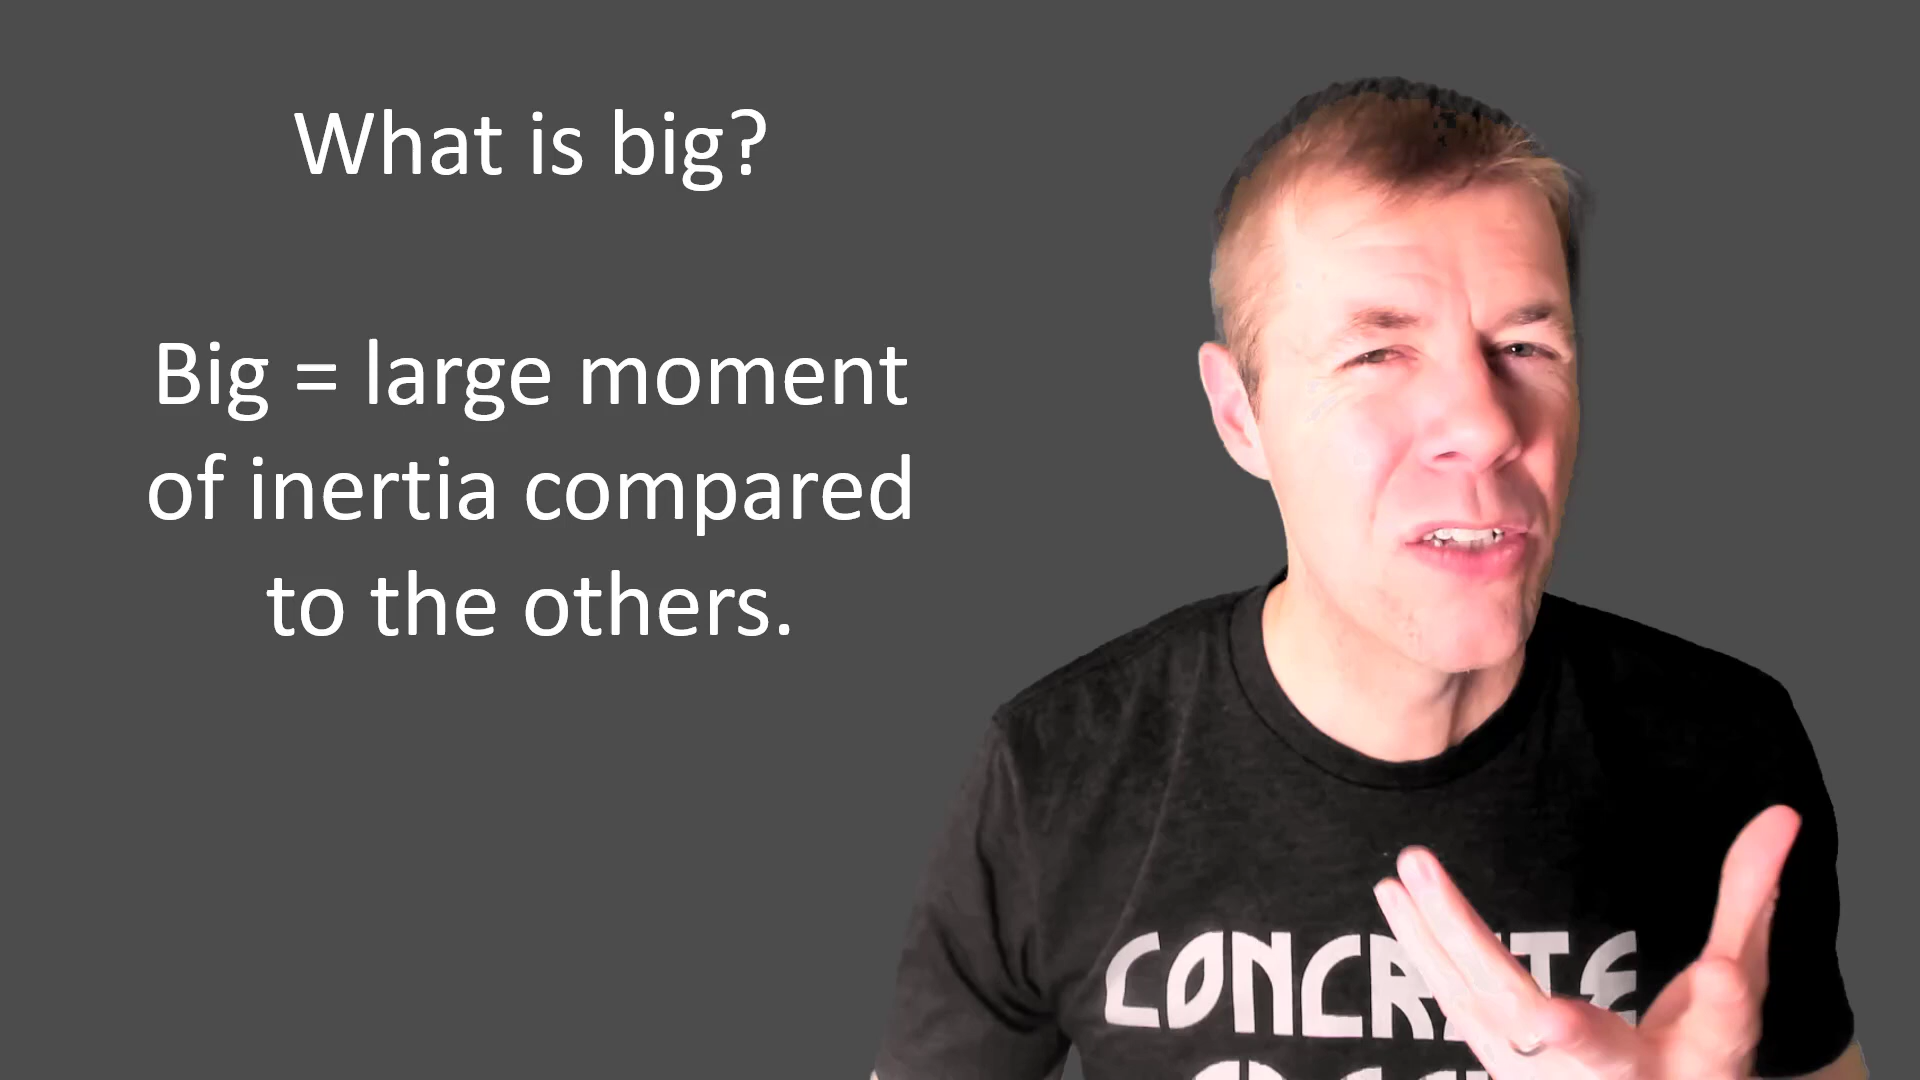 What is big?
Big = large moment
of inertia compared
to the others.